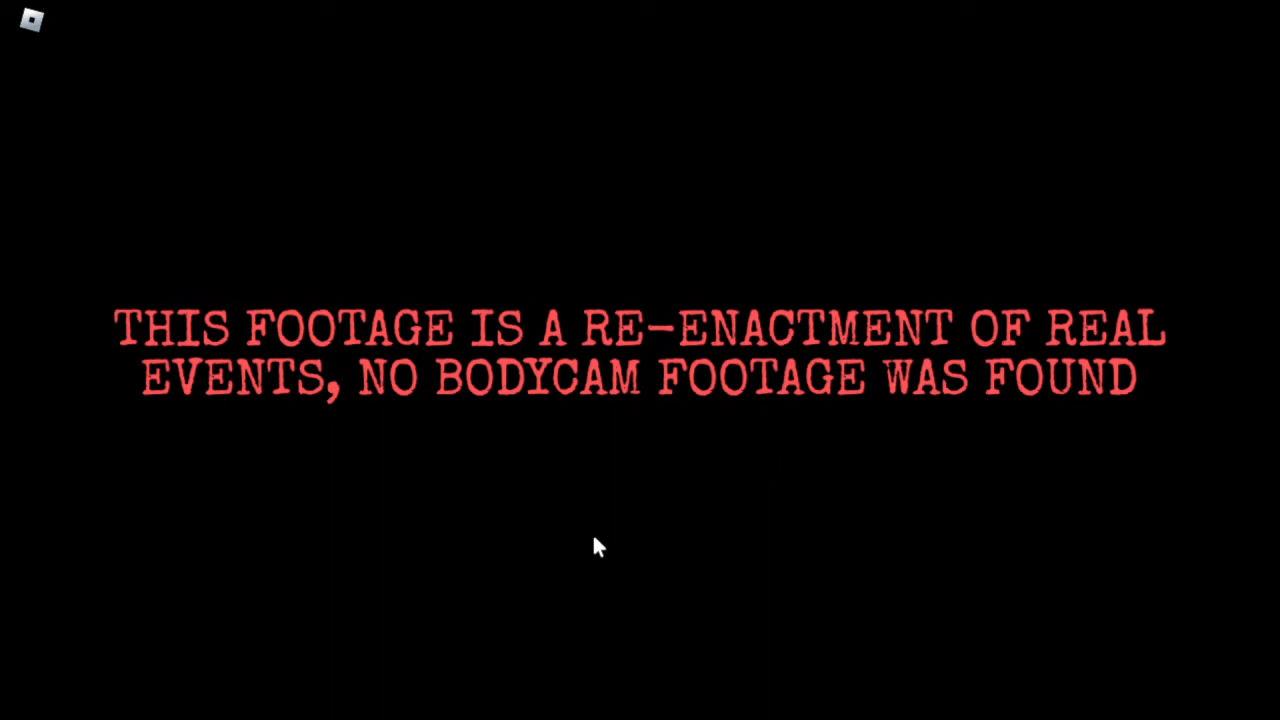 THIS FOOTAGE IS A RE-ENACTMENT OF REAL
EVENTS, NO BODYCAM FOOTAGE WAS FOUND